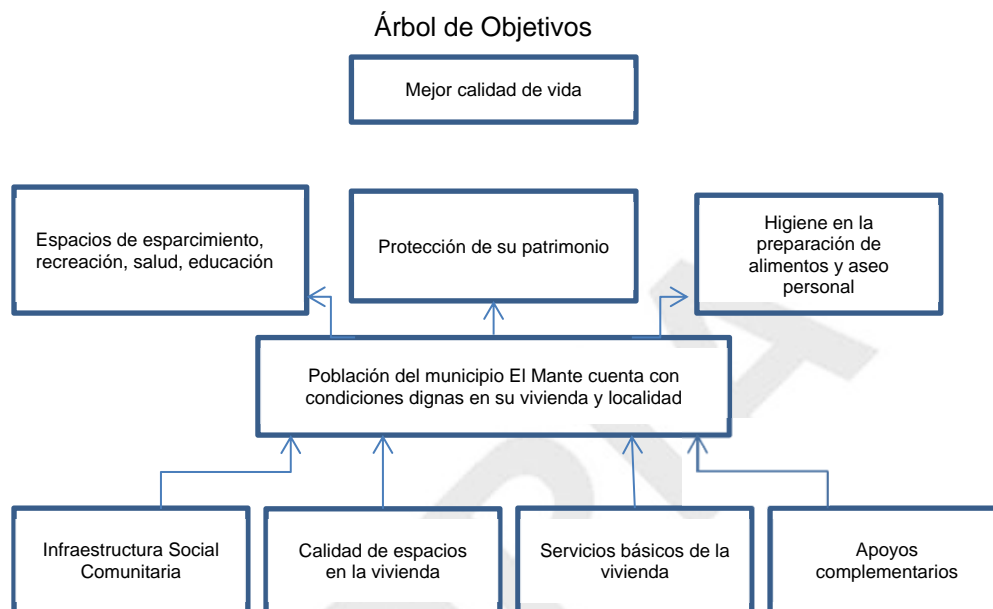 Árbol de Objetivos
Mejor calidad de vida
Espacios de esparcimiento,
recreación, salud, educación
Protección de su patrimonio
Higiene en la
preparación de
alimentos y aseo
personal
Población del municipio El Mante cuenta con
condiciones dignas en su vivienda y localidad
Infraestructura Social
Comunitaria
Calidad de espacios
en la vivienda
Servicios básicos de la
vivienda
Apoyos
complementarios